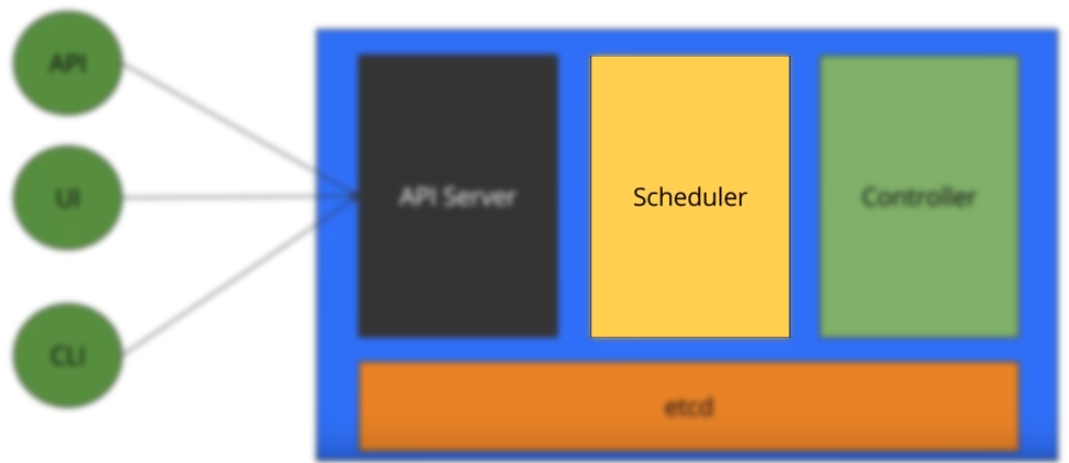 API
UI
CLI
API Server
Scheduler
Controller
etcd